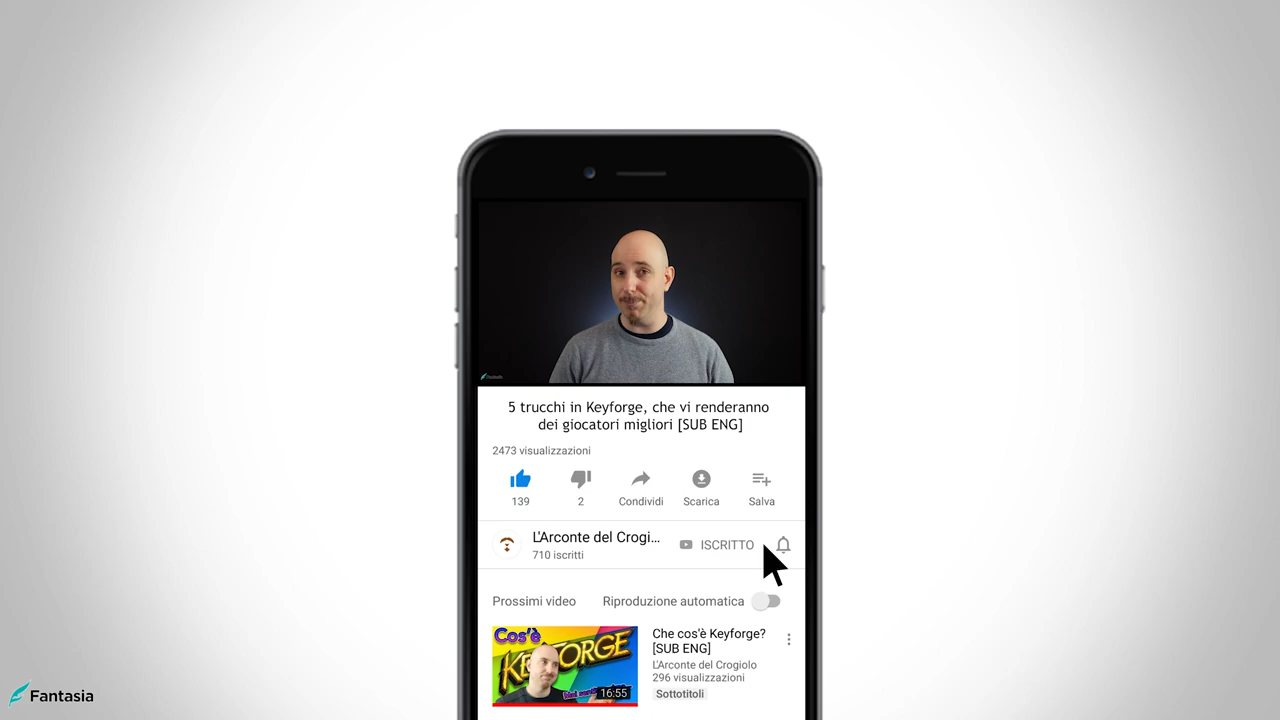 5 trucchi in Keyforge, che vi renderanno
dei giocatori migliori [SUB ENG]
2473 visualizzazioni
139
2
Condividi
Scarica
Salva
L'Arconte del Crogi...
ISCRITTO
710 iscritti
Prossimi video
Riproduzione automatica
Cos'è
KEYFORGE
16:55
Che cos'è Keyforge?
[SUB ENG]
L'Arconte del Crogiolo
296 visualizzazioni
Sottotitoli
Fantasia